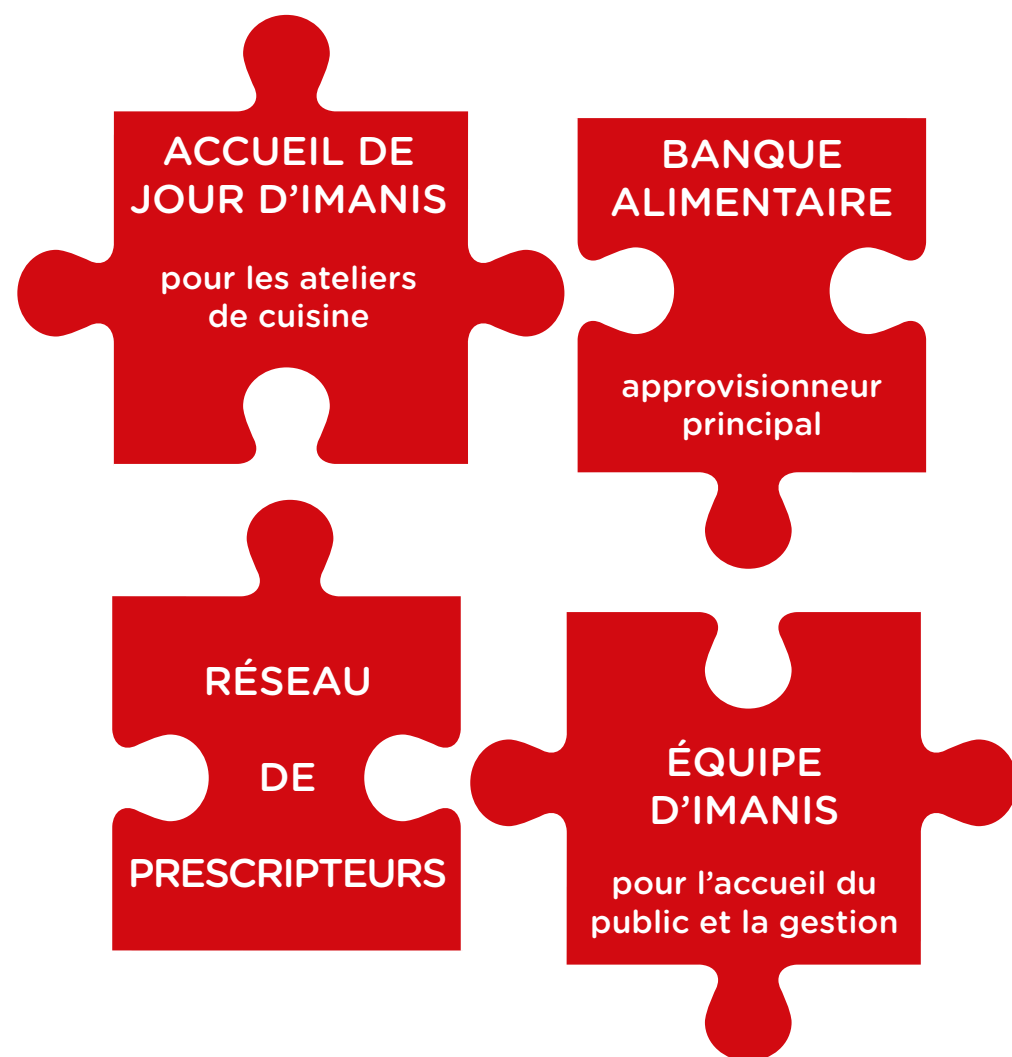 ACCUEIL DE
JOUR D’IMANIS
pour les ateliers
de cuisine
BANQUE
ALIMENTAIRE
approvisionneur
principal
RÉSEAU
DE
PRESCRIPTEURS
ÉQUIPE
D’IMANIS
pour l’accueil du
public et la gestion